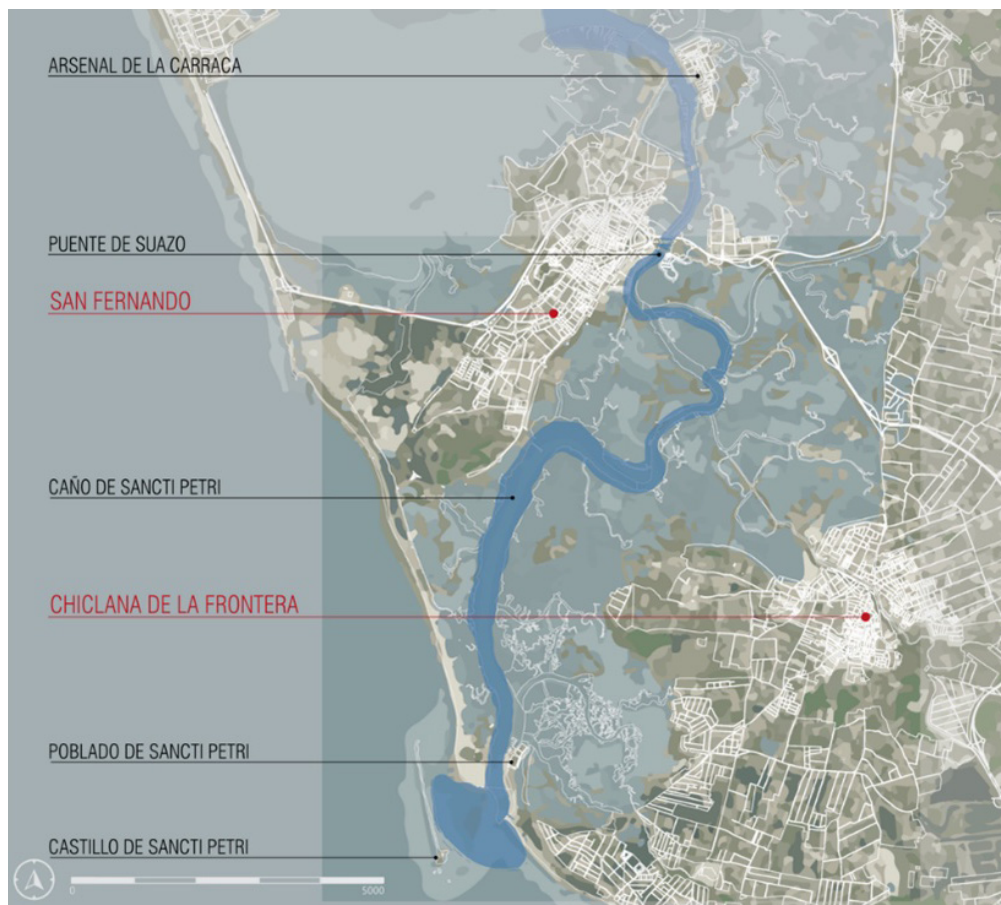 ARSENAL DE LA CARRACA
PUENTE DE SUAZO
SAN FERNANDO
CAÑO DE SANCTI PETRI
CHICLANA DE LA FRONTERA
POBLADO DE SANCTI PETRI
CASTILLO DE SANCTI PETRI
0 5000